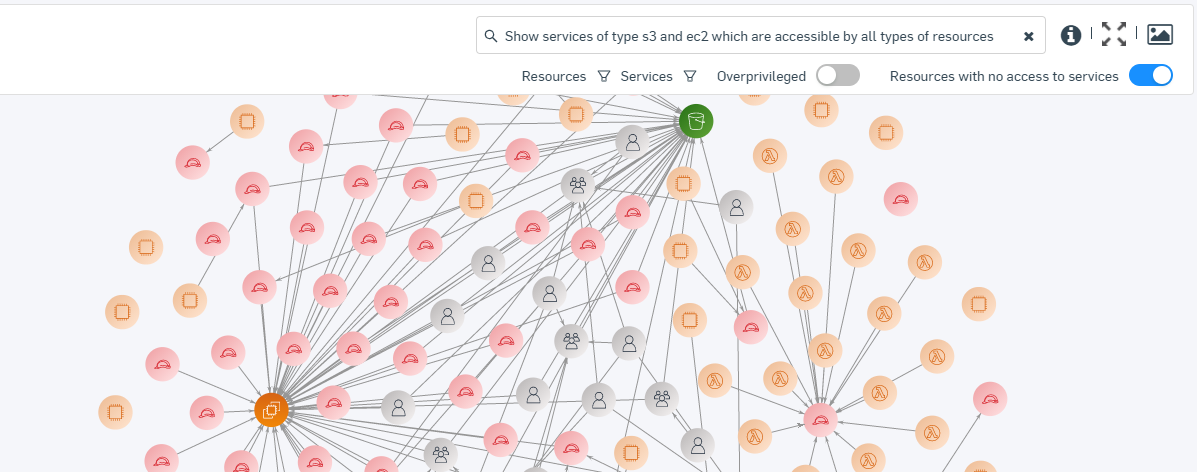 Show services of type s3 and ec2 which are accessible by all types of resources
Resources Services Overprivileged Resources with no access to services